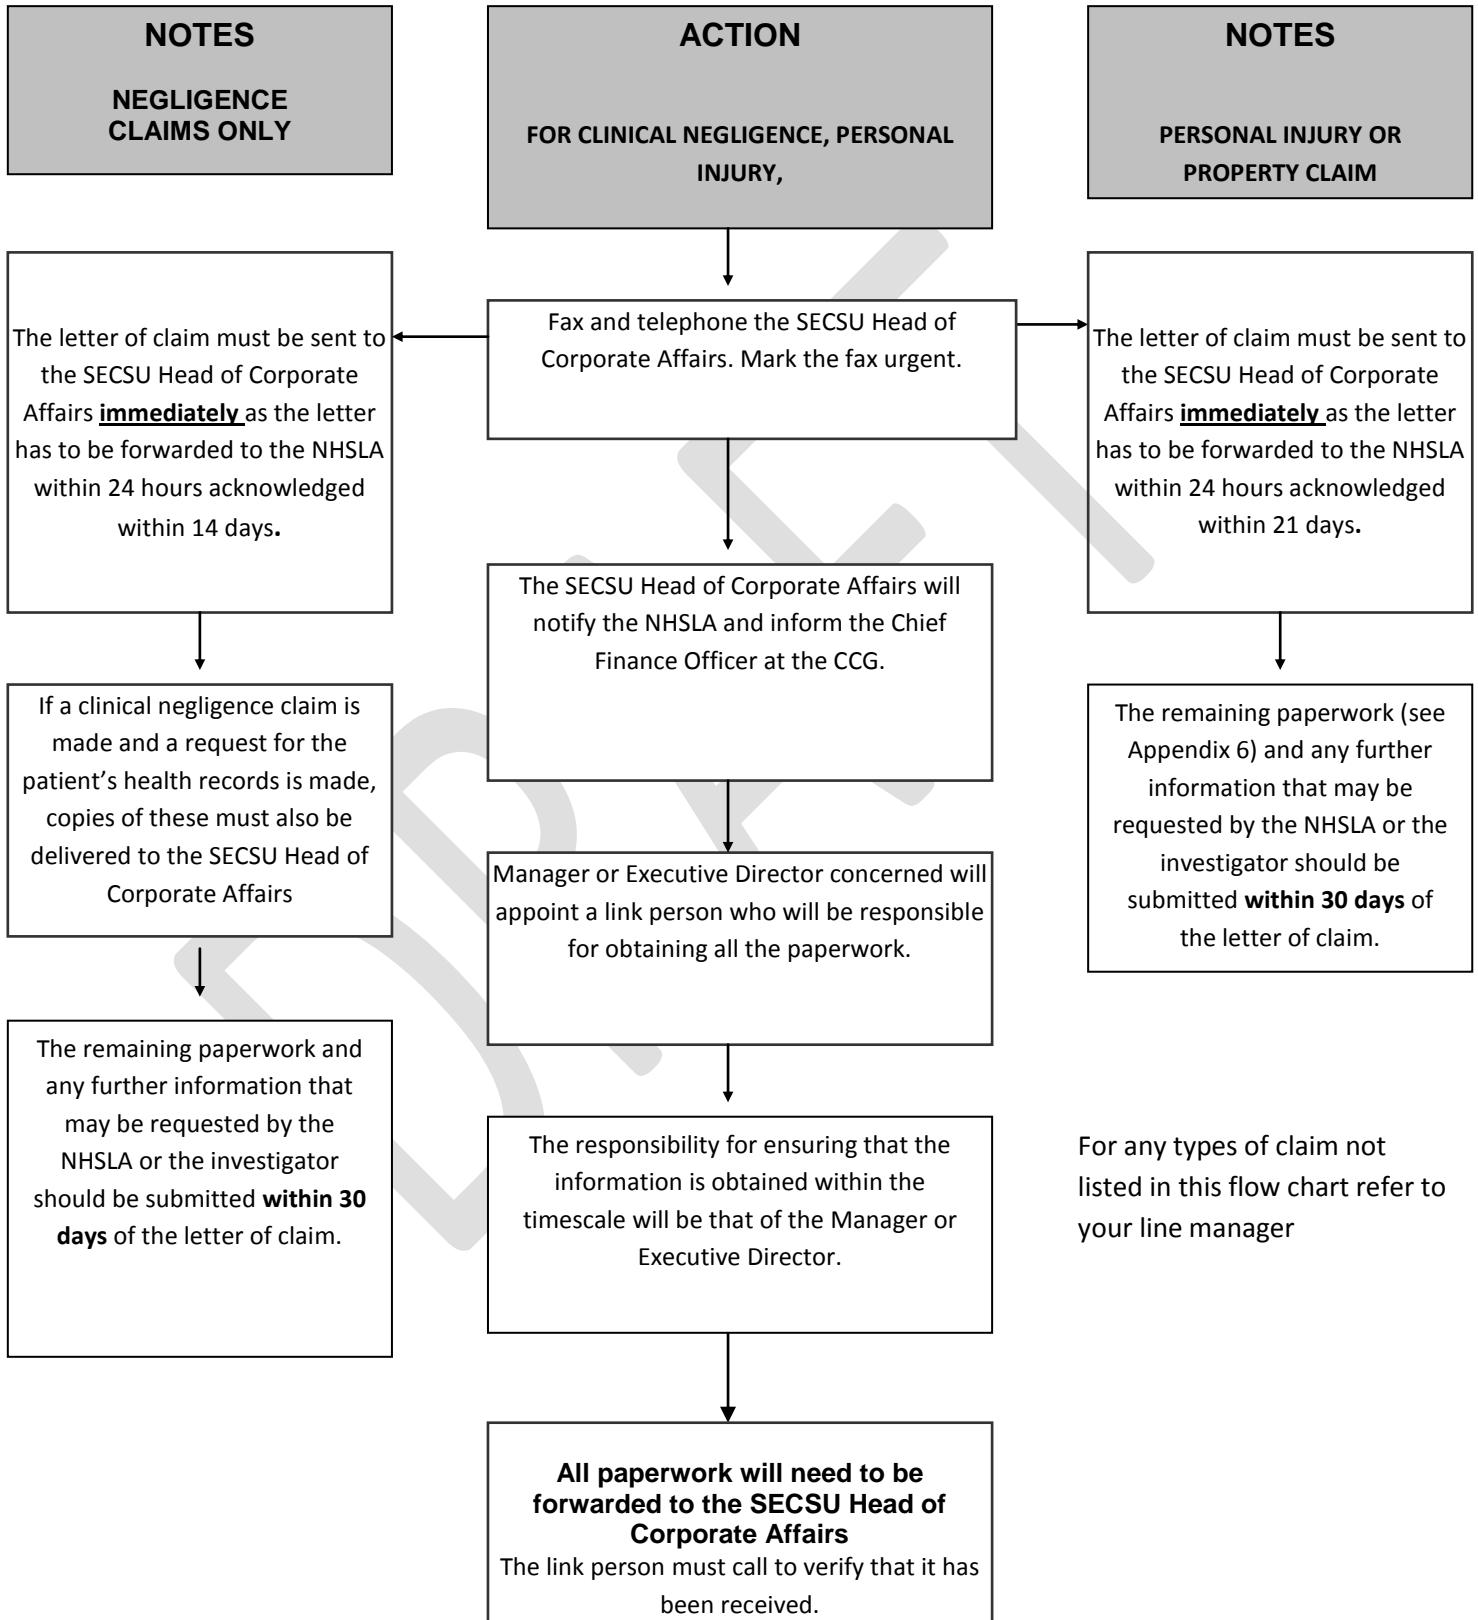 NOTES
NEGLIGENCE
CLAIMS ONLY
ACTION
FOR CLINICAL NEGLIGENCE, PERSONAL
INJURY,
NOTES
PERSONAL INJURY OR
PROPERTY CLAIM
The letter of claim must be sent to
the SECSU Head of Corporate
Affairs immediately as the letter
has to be forwarded to the NHSLA
within 24 hours acknowledged
within 14 days.
Fax and telephone the SECSU Head of
Corporate Affairs. Mark the fax urgent.
The letter of claim must be sent to
the SECSU Head of Corporate
Affairs immediately as the letter
has to be forwarded to the NHSLA
within 24 hours acknowledged
within 21 days.
The SECSU Head of Corporate Affairs will
notify the NHSLA and inform the Chief
Finance Officer at the CCG.
If a clinical negligence claim is
made and a request for the
patient’s health records is made,
copies of these must also be
delivered to the SECSU Head of
Corporate Affairs
The remaining paperwork (see
Appendix 6) and any further
information that may be
requested by the NHSLA or the
investigator should be
submitted within 30 days of
the letter of claim.
Manager or Executive Director concerned will
appoint a link person who will be responsible
for obtaining all the paperwork.
The remaining paperwork and
any further information that
may be requested by the
NHSLA or the investigator
should be submitted within 30
days of the letter of claim.
The responsibility for ensuring that the
information is obtained within the
timescale will be that of the Manager or
Executive Director.
For any types of claim not
listed in this flow chart refer to
your line manager
All paperwork will need to be
forwarded to the SECSU Head of
Corporate Affairs
The link person must call to verify that it has
been received.
DRAFT